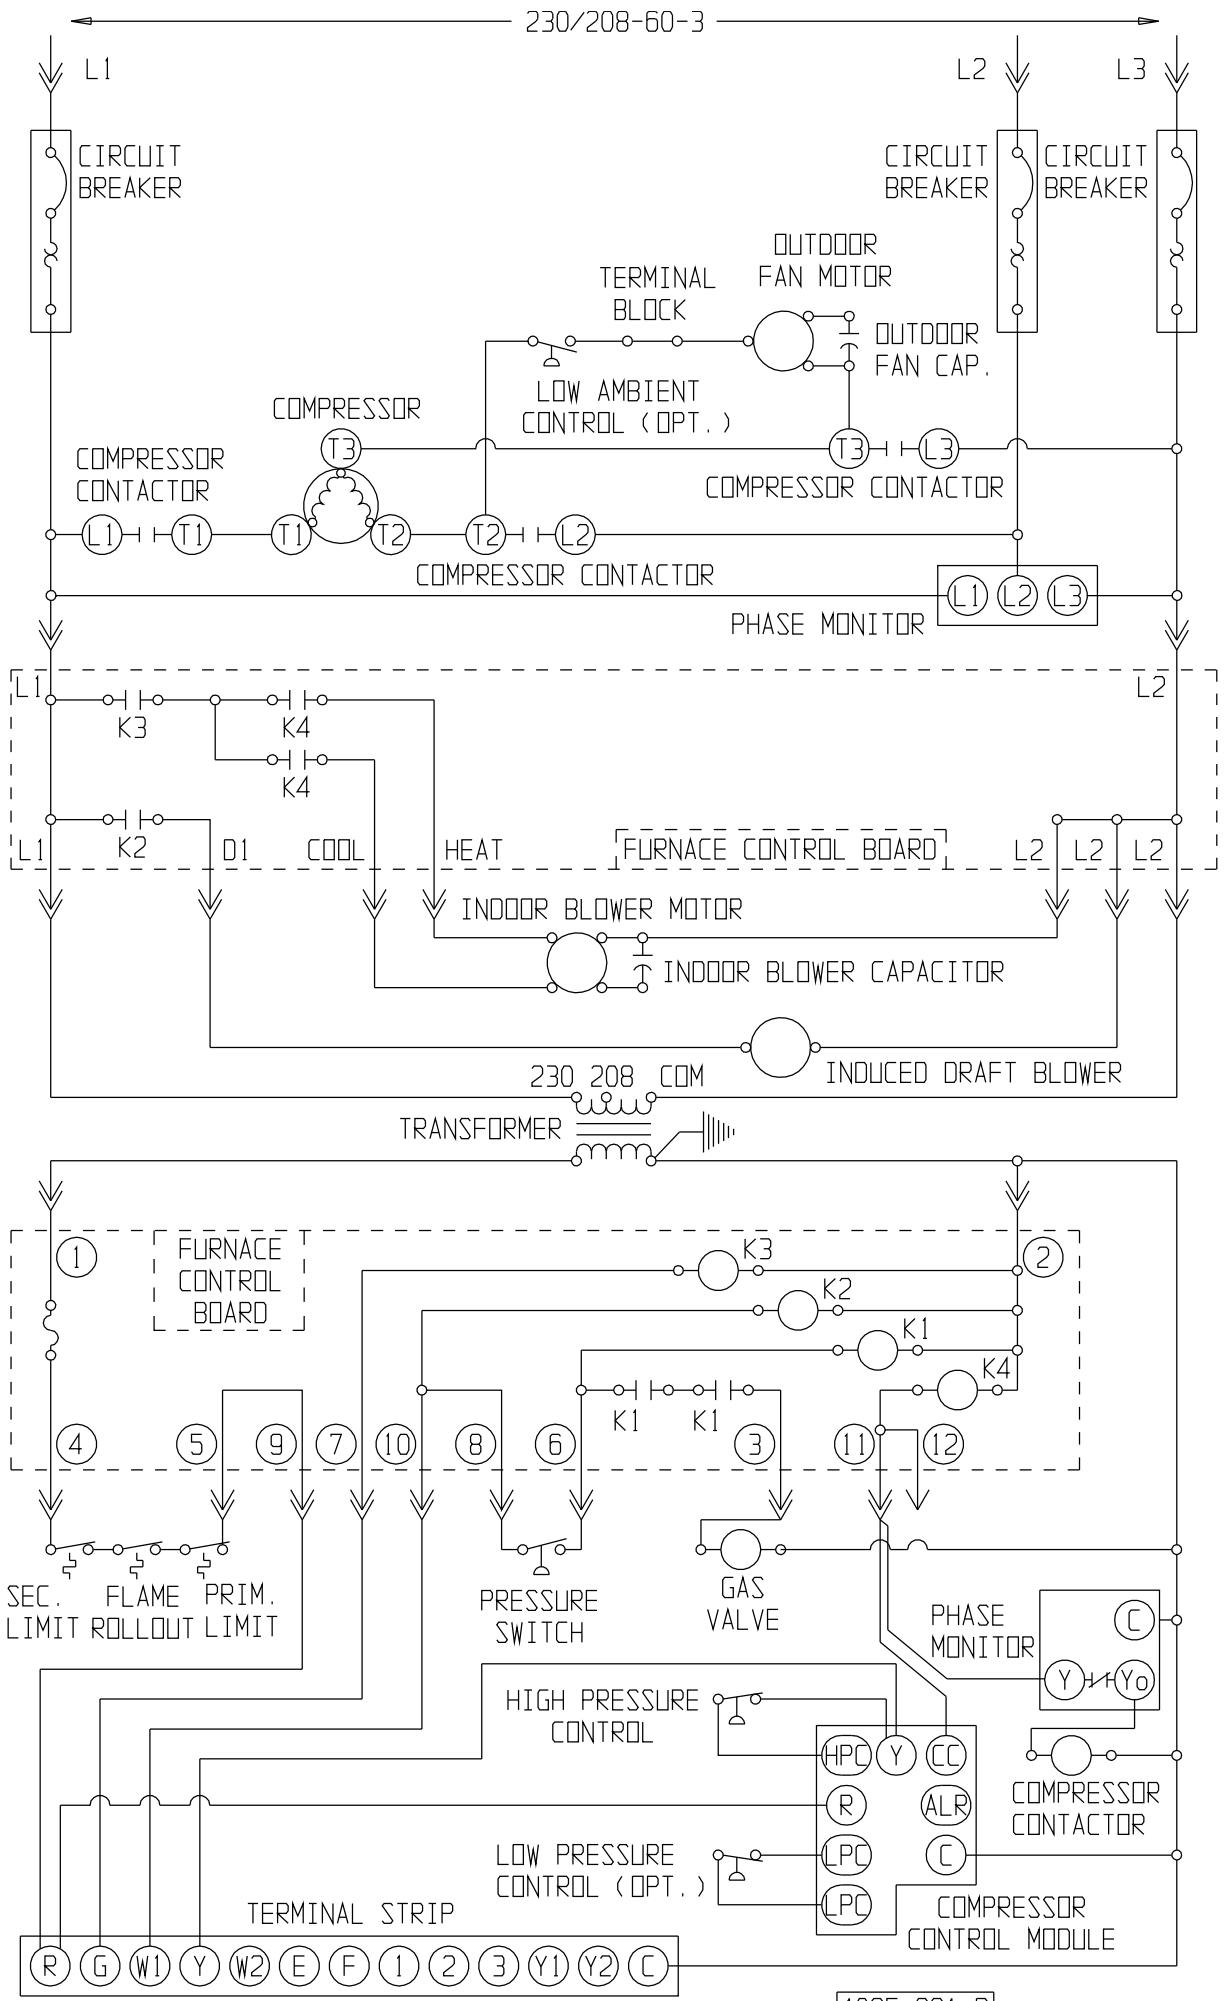 230/208-60-3
L1
L2
L3
CIRCUIT
BREAKER
CIRCUIT
BREAKER
CIRCUIT
BREAKER
OUTDOOR
FAN MOTOR
TERMINAL
BLOCK
OUTDOOR
FAN CAP.
LOW AMBIENT
CONTROL (OPT.)
COMPRESSOR
T3
T3
L3
COMPRESSOR
CONTACTOR
COMPRESSOR CONTACTOR
L1
T1
T1
T2
T2
L2
COMPRESSOR CONTACTOR
L1
L2
L3
PHASE MONITOR
L1
L2
K3
K4
K4
K2
L1
D1
COOL
HEAT
FURNACE CONTROL BOARD
L2
L2
L2
INDOOR BLOWER MOTOR
INDOOR BLOWER CAPACITOR
INDUCED DRAFT BLOWER
230 208 COM
TRANSFORMER
1
FURNACE
CONTROL
BOARD
K3
2
K2
K1
K4
K1
K1
4
5
9
7
10
8
6
3
11
12
SEC.
LIMIT
FLAME
ROLLOUT
PRIM.
LIMIT
PRESSURE
SWITCH
GAS
VALVE
PHASE
MONITOR
C
Y
Yo
HIGH PRESSURE
CONTROL
HPC
Y
CC
R
ALR
LPC
C
LPC
COMPRESSOR
CONTACTOR
LOW PRESSURE
CONTROL (OPT.)
COMPRESSOR
CONTROL MODULE
TERMINAL STRIP
R
G
W1
Y
W2
E
F
1
2
3
Y1
Y2
C